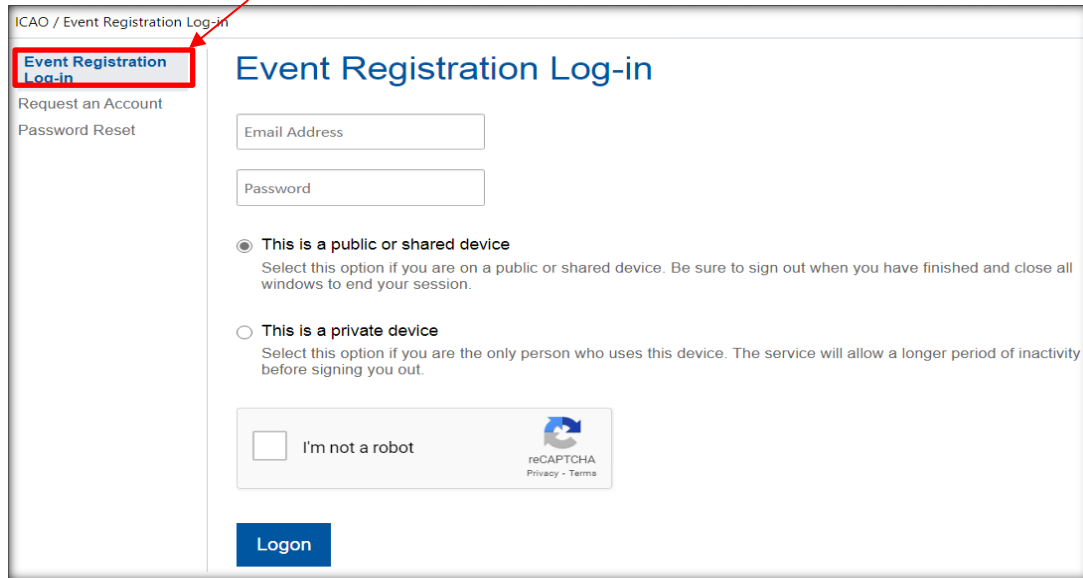 ICAO / Event Registration Log-in
Event Registration
Log-in
Request an Account
Password Reset
Event Registration Log-in
Email Address
Password
This is a public or shared device
Select this option if you are on a public or shared device. Be sure to sign out when you have finished and close all
windows to end your session.
This is a private device
Select this option if you are the only person who uses this device. The service will allow a longer period of inactivity
before signing you out.
I'm not a robot
reCAPTCHA
Privacy - Terms
Logon